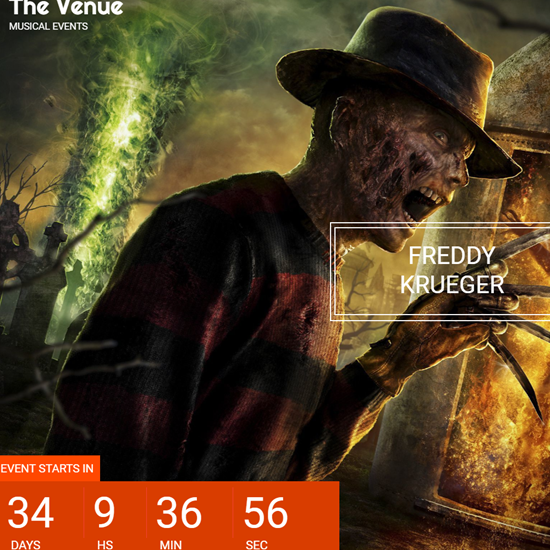 The Venue
MUSICAL EVENTS
FREDDY
KRUEGER
EVENT STARTS IN
34 9 36 56
DAYS HS MIN SEC